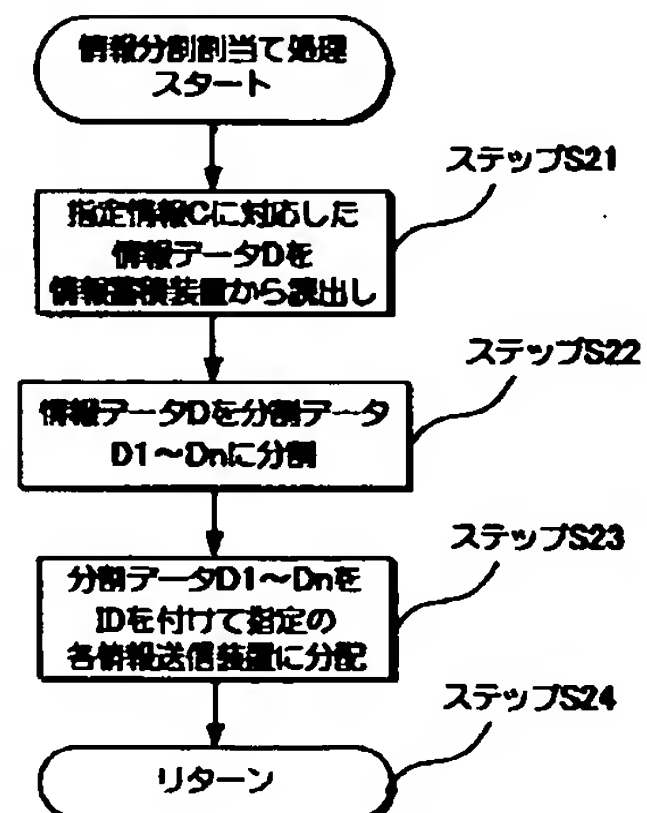 情報分割割当て処理
スタート
ステップS21
指定情報Cに対応した
情報データDを
情報蓄積装置から読出し
ステップS22
情報データDを分割データ
D1～Dnに分割
ステップS23
分割データD1～Dnを
IDを付けて指定の
各情報送信装置に分配
ステップS24
リターン